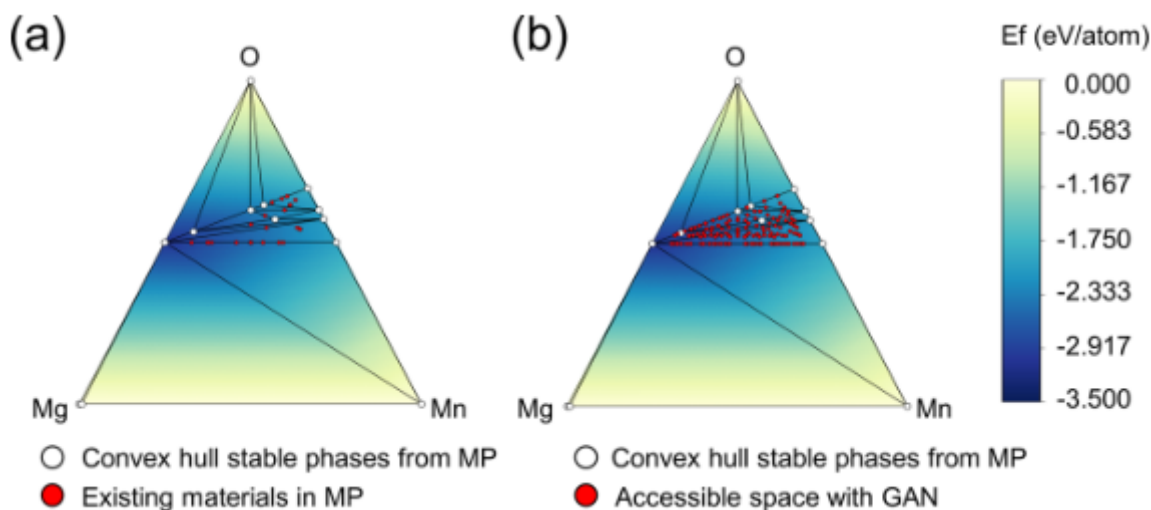 (a)
(b)
Ef (eV/atom)
O
O
0.000
-0.583
-1.167
-1.750
-2.333
-2.917
-3.500
Mg
Mn
Mg
Mn
Convex hull stable phases from MP
Existing materials in MP
Convex hull stable phases from MP
Accessible space with GAN